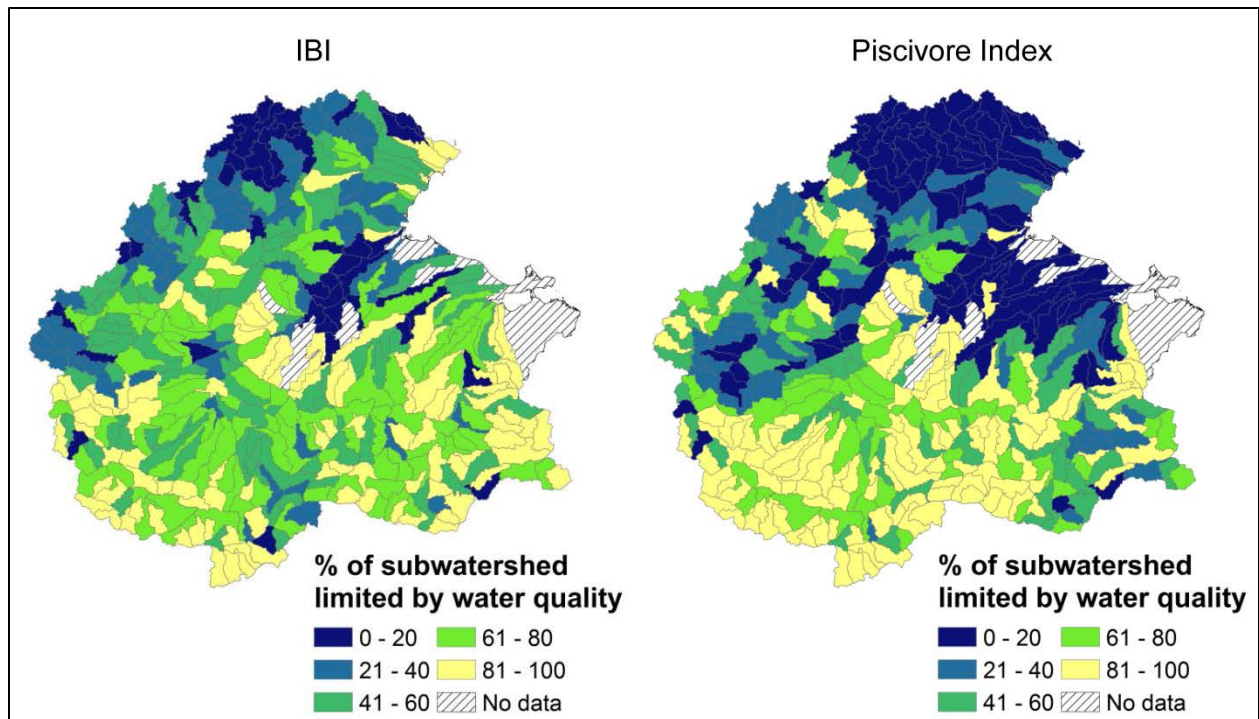 IBI
Piscivore Index
% of subwatershed
limited by water quality
0 - 20
61 - 80
21 - 40
81 - 100
41 - 60
No data
% of subwatershed
limited by water quality
0 - 20
61 - 80
21 - 40
81 - 100
41 - 60
No data